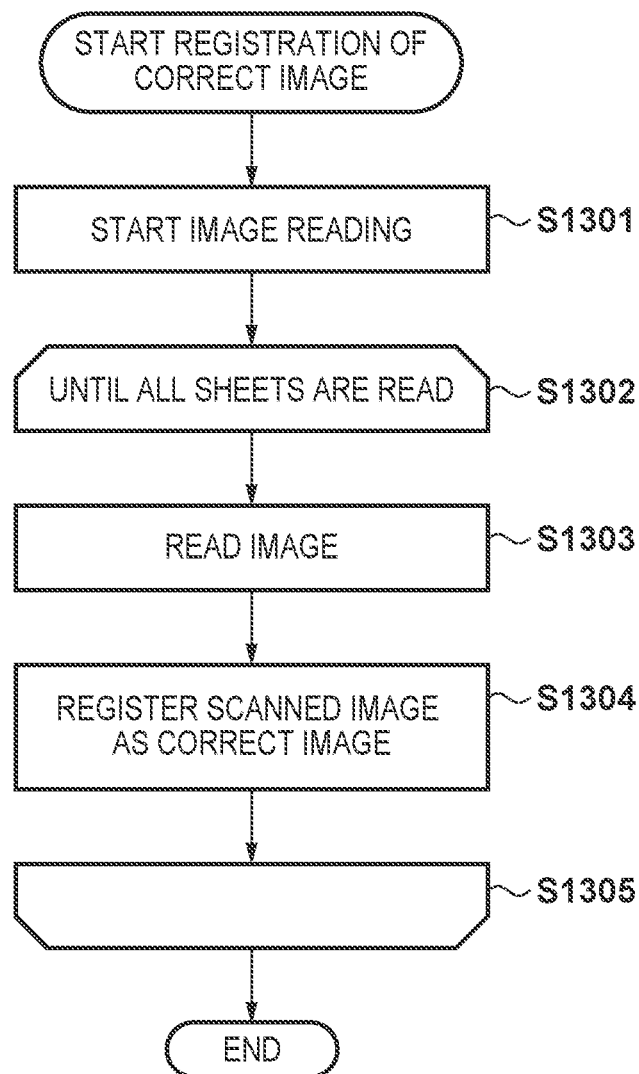 START REGISTRATION OF
CORRECT IMAGE
START IMAGE READING
S1301
UNTIL ALL SHEETS ARE READ
S1302
READ IMAGE
S1303
REGISTER SCANNED IMAGE
AS CORRECT IMAGE
S1304
S1305
END